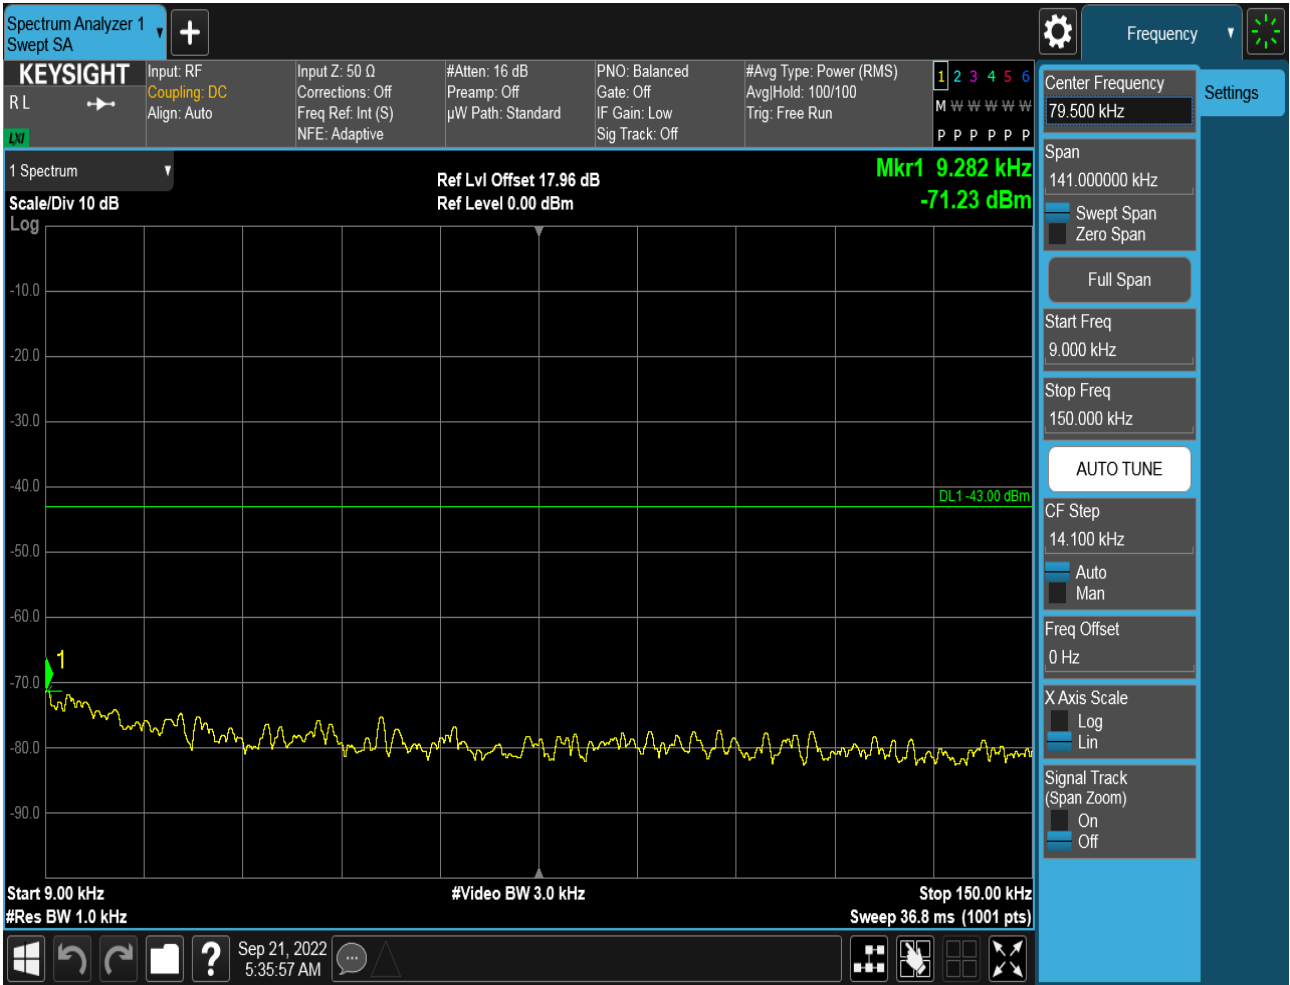 Spectrum Analyzer 1
Swept SA
Frequency
KEYSIGHT
R L
LXI
Input: RF
Coupling: DC
Align: Auto
Input Z: 50 Ω
Corrections: Off
Freq Ref: Int (S)
NFE: Adaptive
#Atten: 16 dB
Preamp: Off
µW Path: Standard
PNO: Balanced
Gate: Off
IF Gain: Low
Sig Track: Off
#Avg Type: Power (RMS)
Avg|Hold: 100/100
Trig: Free Run
1 2 3 4 5 6
M W W W W W
P P P P P P
1 Spectrum
Scale/Div 10 dB
Log
Ref Lvl Offset 17.96 dB
Ref Level 0.00 dBm
Mkr1 9.282 kHz
-71.23 dBm
-10.0
-20.0
-30.0
-40.0
DL1 -43.00 dBm
-50.0
-60.0
1
-70.0
-80.0
-90.0
Start 9.00 kHz
#Video BW 3.0 kHz
Stop 150.00 kHz
#Res BW 1.0 kHz
Sweep 36.8 ms (1001 pts)
?
Sep 21, 2022
5:35:57 AM
Center Frequency
79.500 kHz
Settings
Span
141.000000 kHz
Swept Span
Zero Span
Full Span
Start Freq
9.000 kHz
Stop Freq
150.000 kHz
AUTO TUNE
CF Step
14.100 kHz
Auto
Man
Freq Offset
0 Hz
X Axis Scale
Log
Lin
Signal Track
(Span Zoom)
On
Off